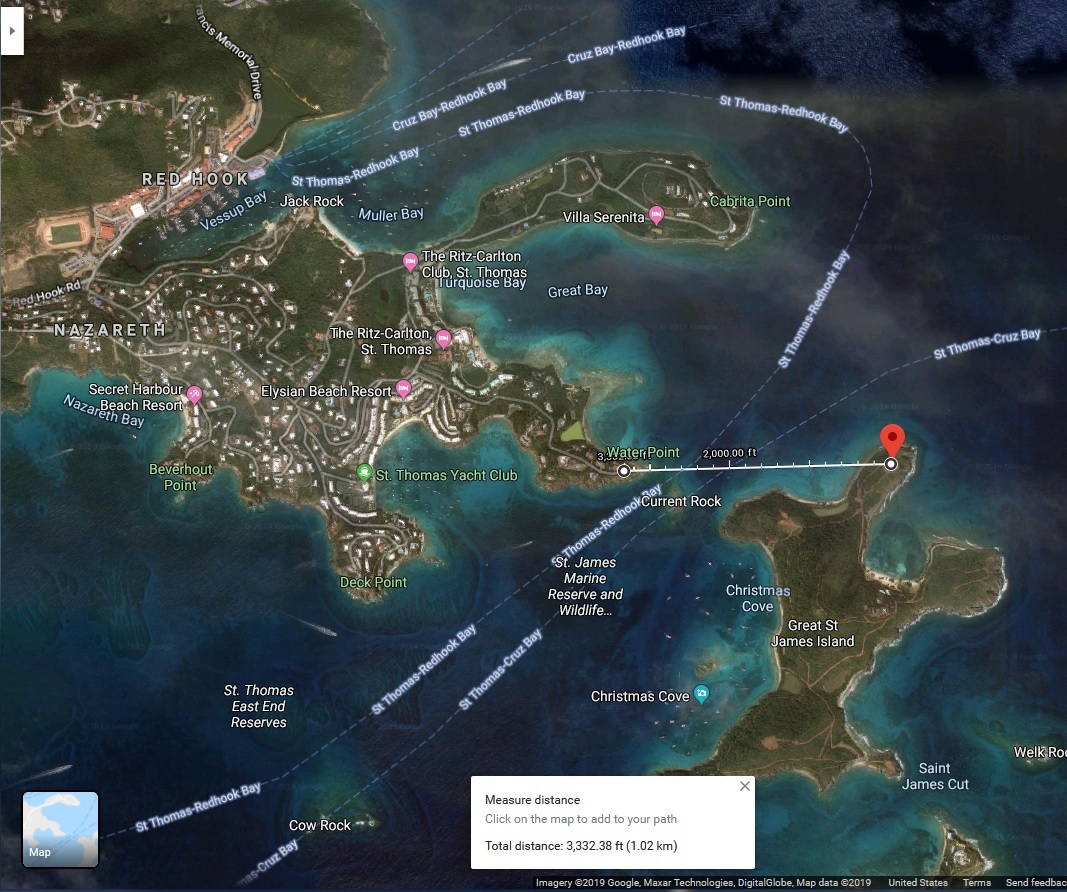 ancis Memorial Drive
Cruz Bay-Redhook Bay
Cruz Bay-Redhook Bay
St Thomas-Redhook Bay
St Thomas-Redhook Bay
St Thomas-Redhook Bay
RED HOOK
Vessup Bay
Jack Rock
Muller Bay
Villa Serenita
Cabrita Point
The Ritz-Carlton
Club, St. Thomas
Turquoise Bay
Great Bay
Red Hook Rd
NAZARETH
The Ritz-Carlton,
St. Thomas
St Thomas-Redhook Bay
St Thomas-Cruz Bay
Secret Harbour
Beach Resort
Nazareth Bay
Elysian Beach Resort
Beverhout
Point
St. Thomas Yacht Club
Water Point
2,000.00 ft
Current Rock
St Thomas-Redhook Bay
St. James
Marine
Reserve and
Wildlife...
Deck Point
Christmas
Cove
Great St
James Island
St Thomas-Redhook Bay
St Thomas-Cruz Bay
Christmas Cove
St. Thomas
East End
Reserves
Welk Ro
Saint
James Cut
St Thomas-Redhook Bay
Cow Rock
as-Cruz Bay
Map
Measure distance
Click on the map to add to your path
Total distance: 3,332.38 ft (1.02 km)
Imagery ©2019 Google, Maxar Technologies, DigitalGlobe, Map data ©2019 United States Terms Send feedbac